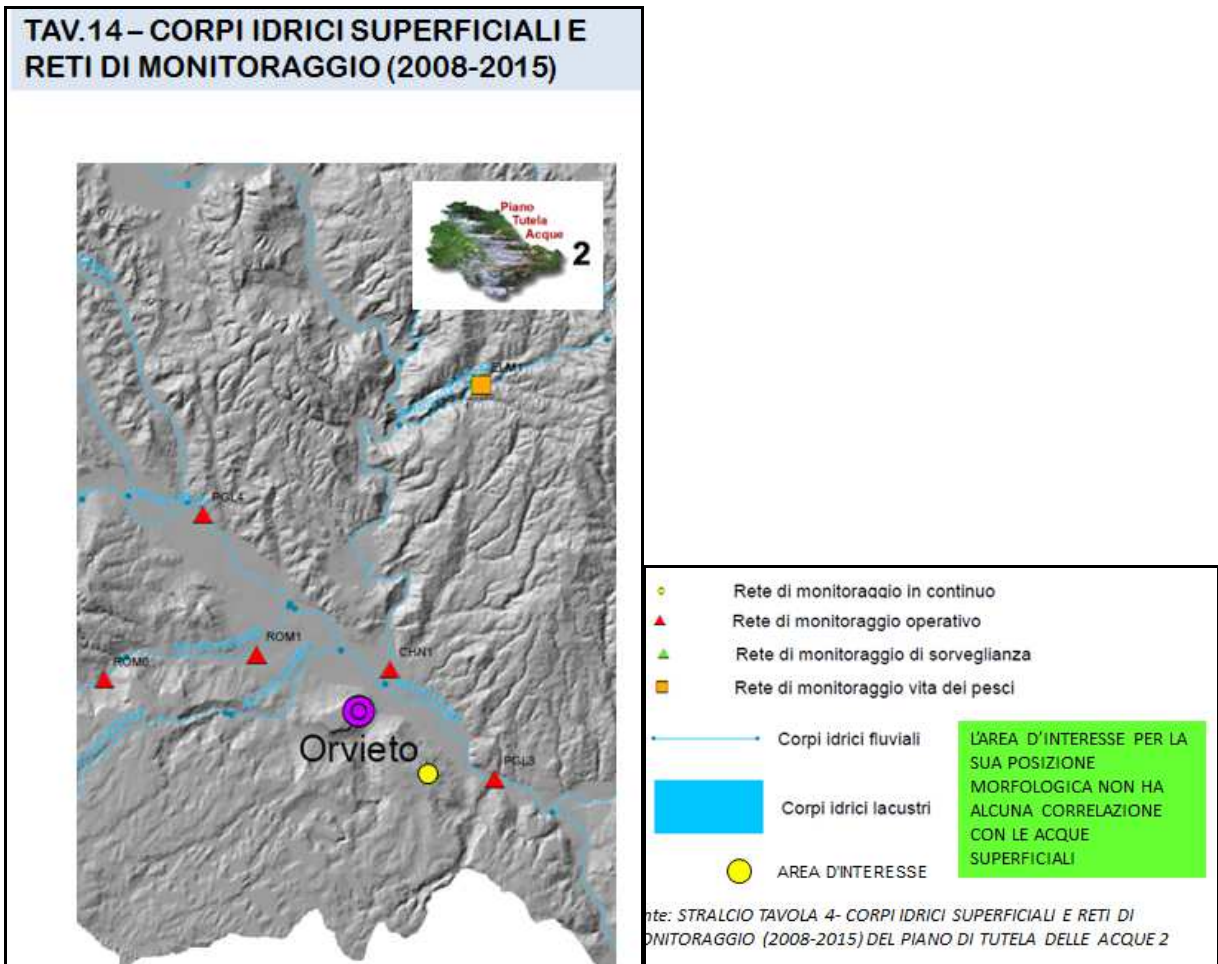 TAV.14 – CORPI IDRICI SUPERFICIALI E
RETI DI MONITORAGGIO (2008-2015)
Piano
Tutela
Acque
2
ELM1
PGL4
ROM1
ROM6
CHN1
Orvieto
PGL3
Rete di monitoraggio in continuo
Rete di monitoraggio operativo
Rete di monitoraggio di sorveglianza
Rete di monitoraggio vita dei pesci
Corpi idrici fluviali
Corpi idrici lacustri
AREA D'INTERESSE
L'AREA D'INTERESSE PER LA
SUA POSIZIONE
MORFOLOGICA NON HA
ALCUNA CORRELAZIONE
CON LE ACQUE
SUPERFICIALI
nte: STRALCIO TAVOLA 4- CORPI IDRICI SUPERFICIALI E RETI DI
ONITORAGGIO (2008-2015) DEL PIANO DI TUTELA DELLE ACQUE 2